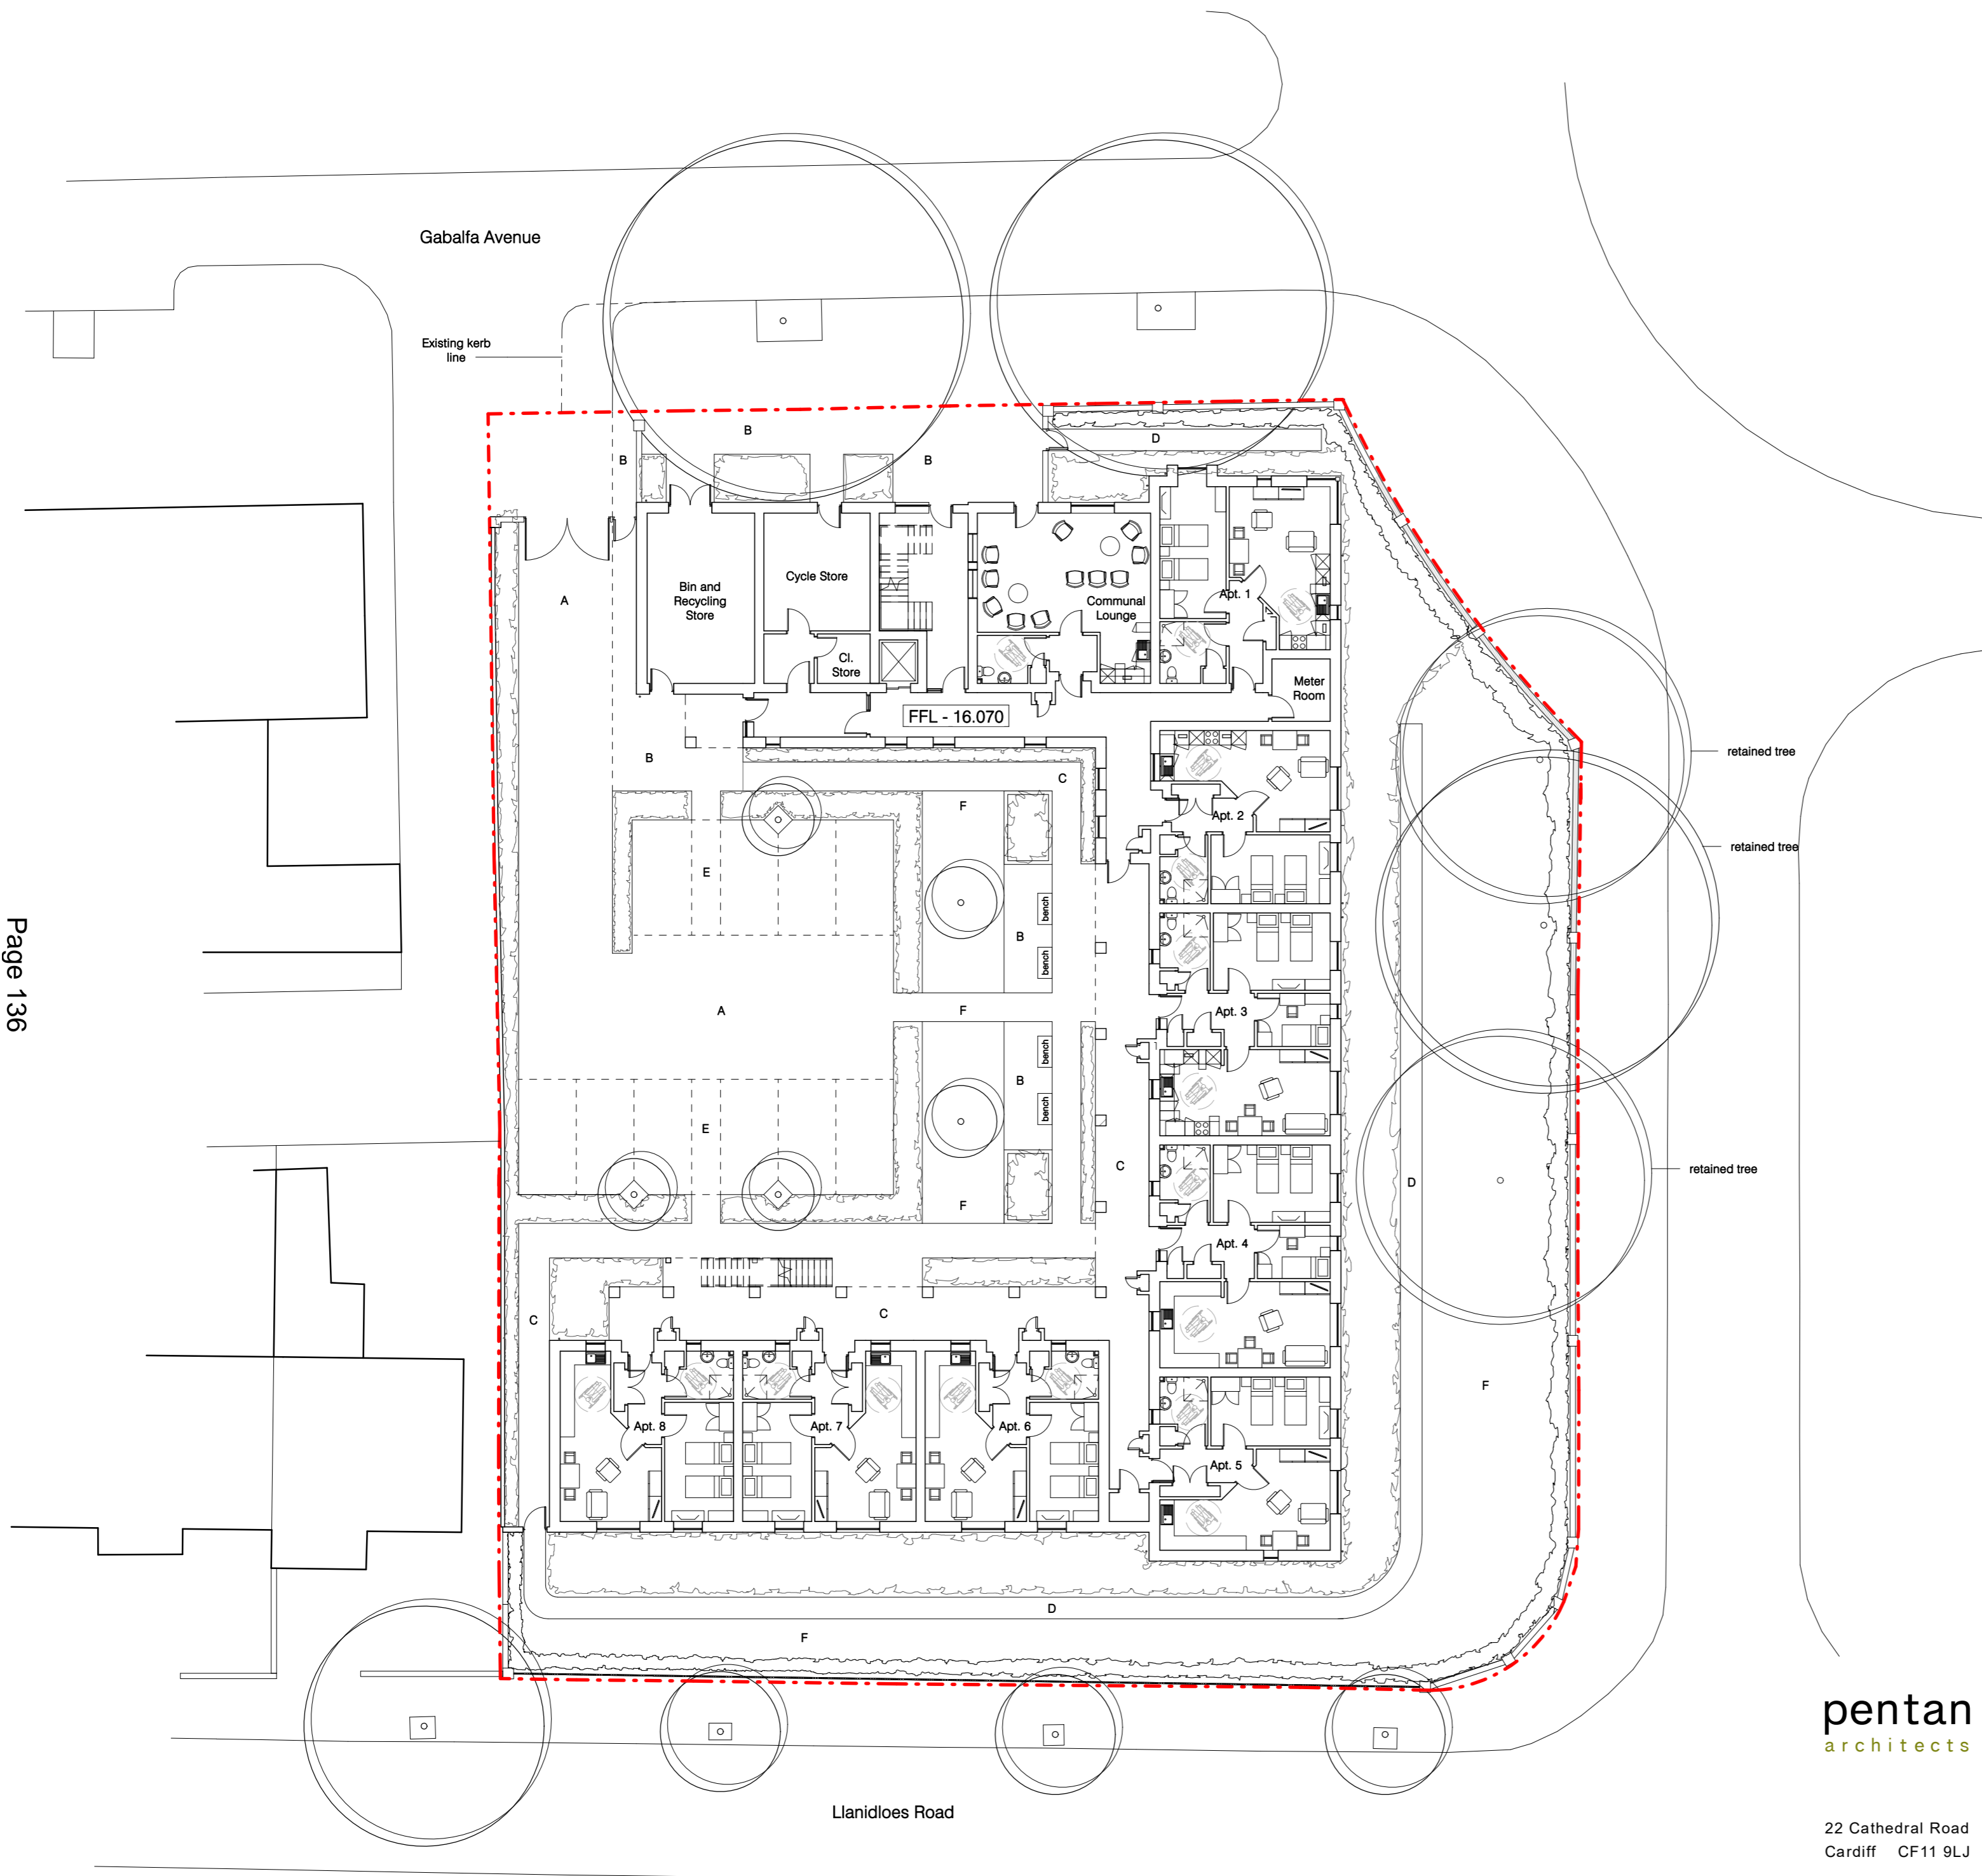 Gabalfa Avenue
Existing kerb
line
B
D
B
B
A
Bin and
Recycling
Store
Cycle Store
Cl.
Store
Communal
Lounge
Apt. 1
Meter
Room
FFL - 16.070
B
C
F
Apt. 2
retained tree
retained tree
E
bench
B
bench
Page 136
A
F
Apt. 3
bench
B
bench
E
C
F
D
retained tree
Apt. 4
C
C
F
Apt. 8
Apt. 7
Apt. 6
Apt. 5
D
F
Llanidloes Road
pentan
architects
22 Cathedral Road
Cardiff CF11 9LJ